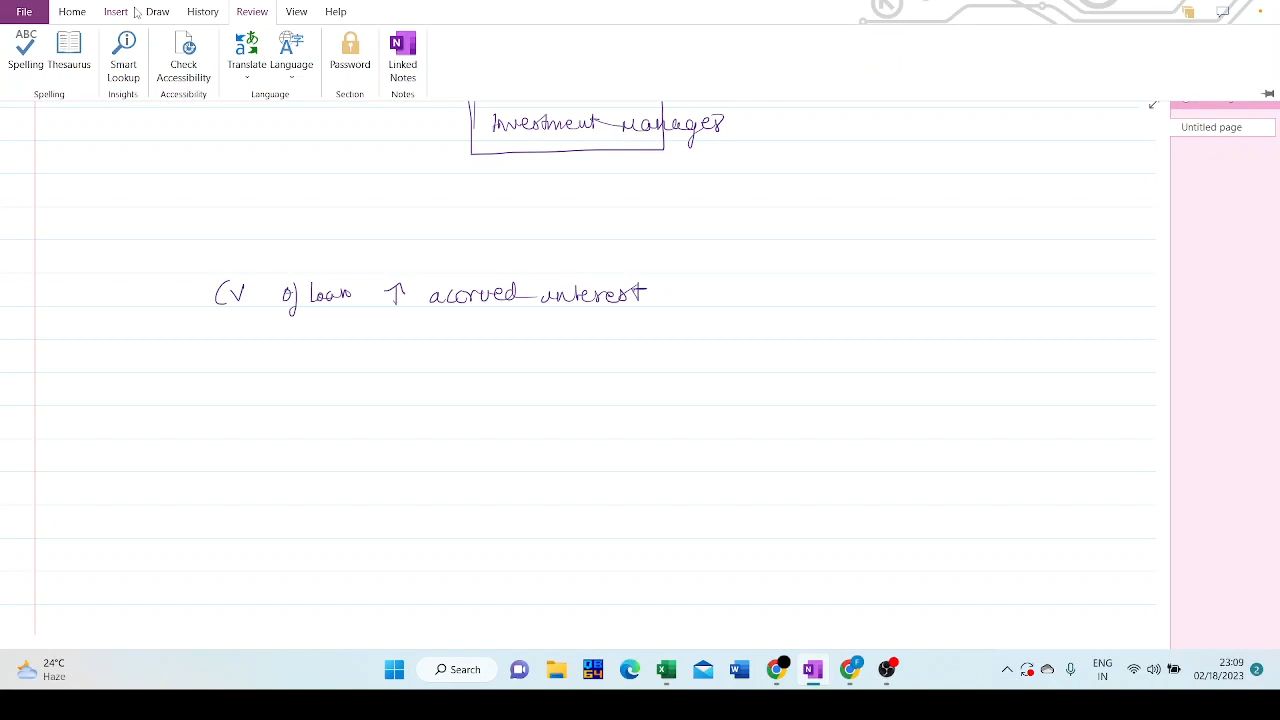 File Insert Draw History Review View Help
Home
ABC
Spelling Thesaurus Smart Lookup Check Accessibility Translate Language Password Linked Notes
Spelling Insights Accessibility Language Section Notes
Investment manager
Untitled page
CV of loan ↑ accrued interest
24°C
Haze
Search
ENG
IN
23:09
02/18/2023
2